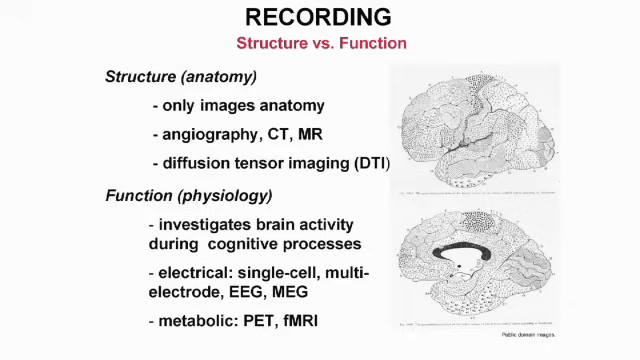 RECORDING
Structure vs. Function
Structure (anatomy)
- only images anatomy
- angiography, CT, MR
- diffusion tensor imaging (DTI)
Function (physiology)
- investigates brain activity
during cognitive processes
- electrical: single-cell, multi-
electrode, EEG, MEG
- metabolic: PET, fMRI
Public domain images.